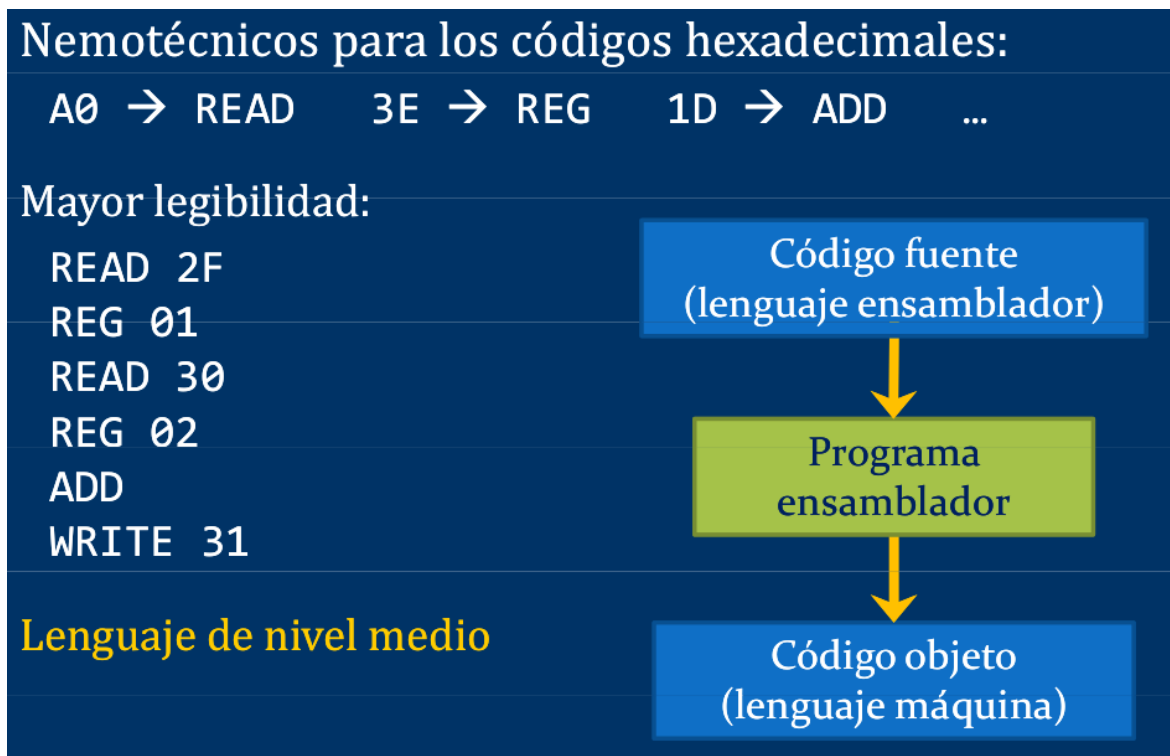 Nemotécnicos para los códigos hexadecimales:
A0 → READ 3E → REG 1D → ADD …
Mayor legibilidad:
READ 2F
REG 01
READ 30
REG 02
ADD
WRITE 31
Lenguaje de nivel medio
Código fuente
(lenguaje ensamblador)
Programa
ensamblador
Código objeto
(lenguaje máquina)